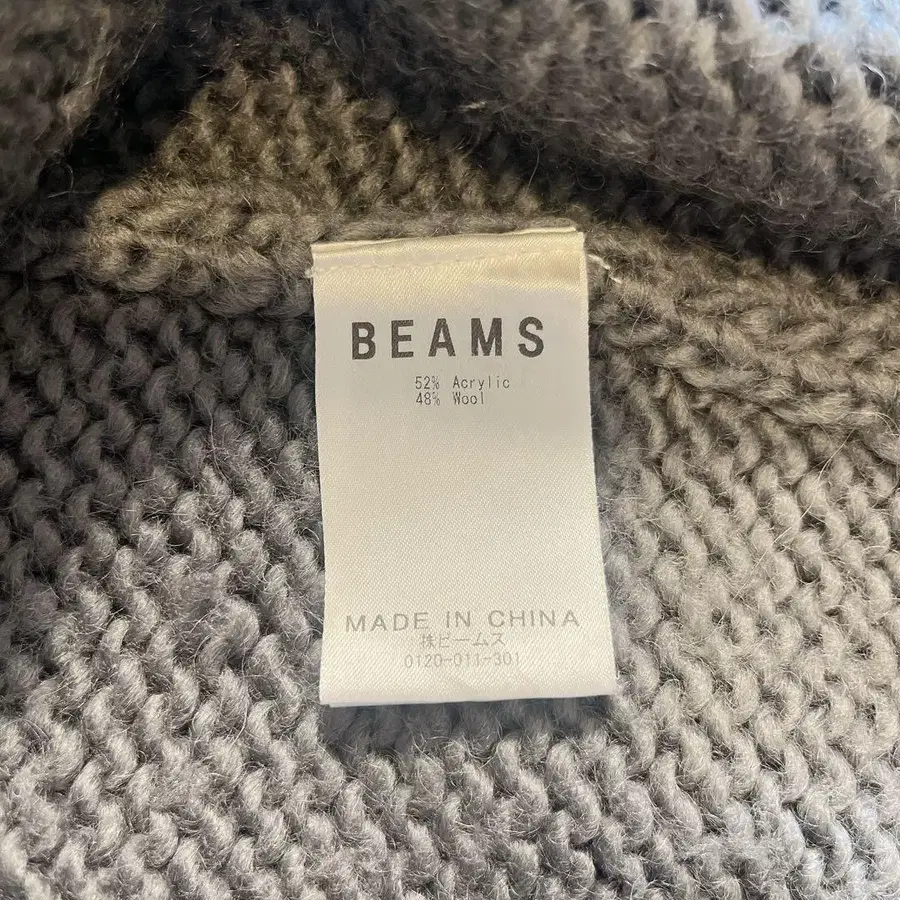 BEAMS
52% Acrylic
48% Wool
MADE IN CHINA
㈱ビームス
0120-011-301